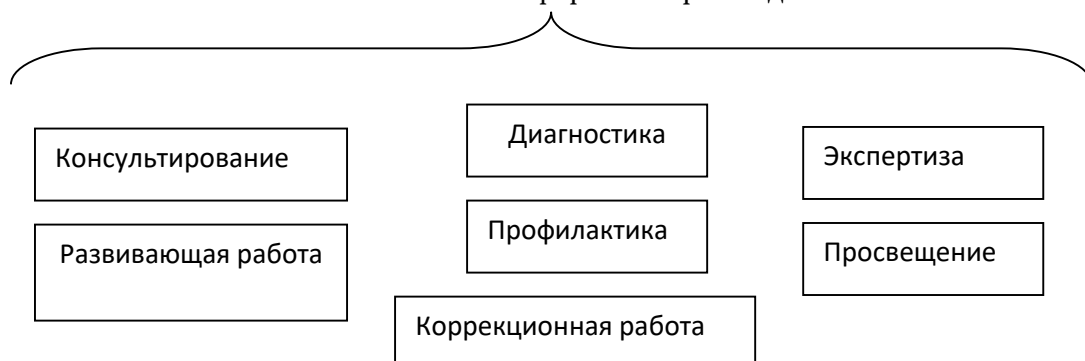 Консультирование
Диагностика
Экспертиза
Развивающая работа
Профилактика
Просвещение
Коррекционная работа